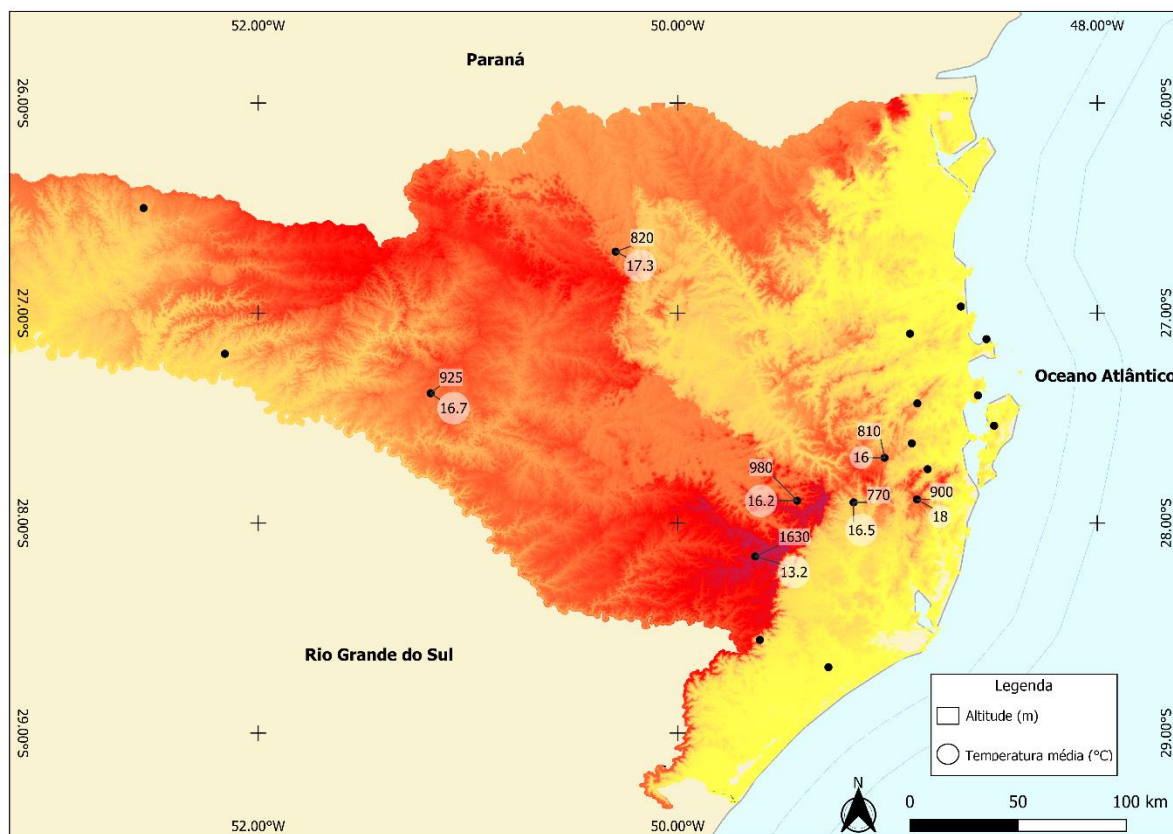 52.00°W
50.00°W
48.00°W
Paraná
26.00°S
26.00°S
820
17.3
27.00°S
27.00°S
Oceano Atlântico
925
16.7
810
16
980
16.2
770
16.5
900
18
28.00°S
28.00°S
1630
13.2
Rio Grande do Sul
Legenda
Altitude (m)
Temperatura média (°C)
29.00°S
29.00°S
N
0 50 100 km
52.00°W
50.00°W